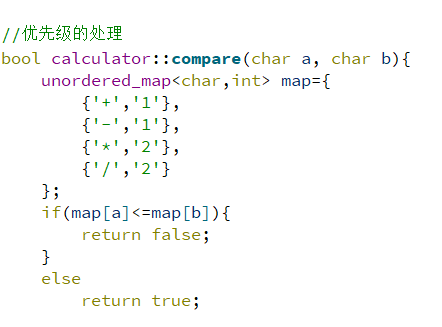 //优先级的处理
bool calculator::compare(char a, char b){
    unordered_map<char,int> map={
        {'+','1'},
        {'-','1'},
        {'*','2'},
        {'/','2'}
    };
    if(map[a]<=map[b]){
        return false;
    }
    else
        return true;